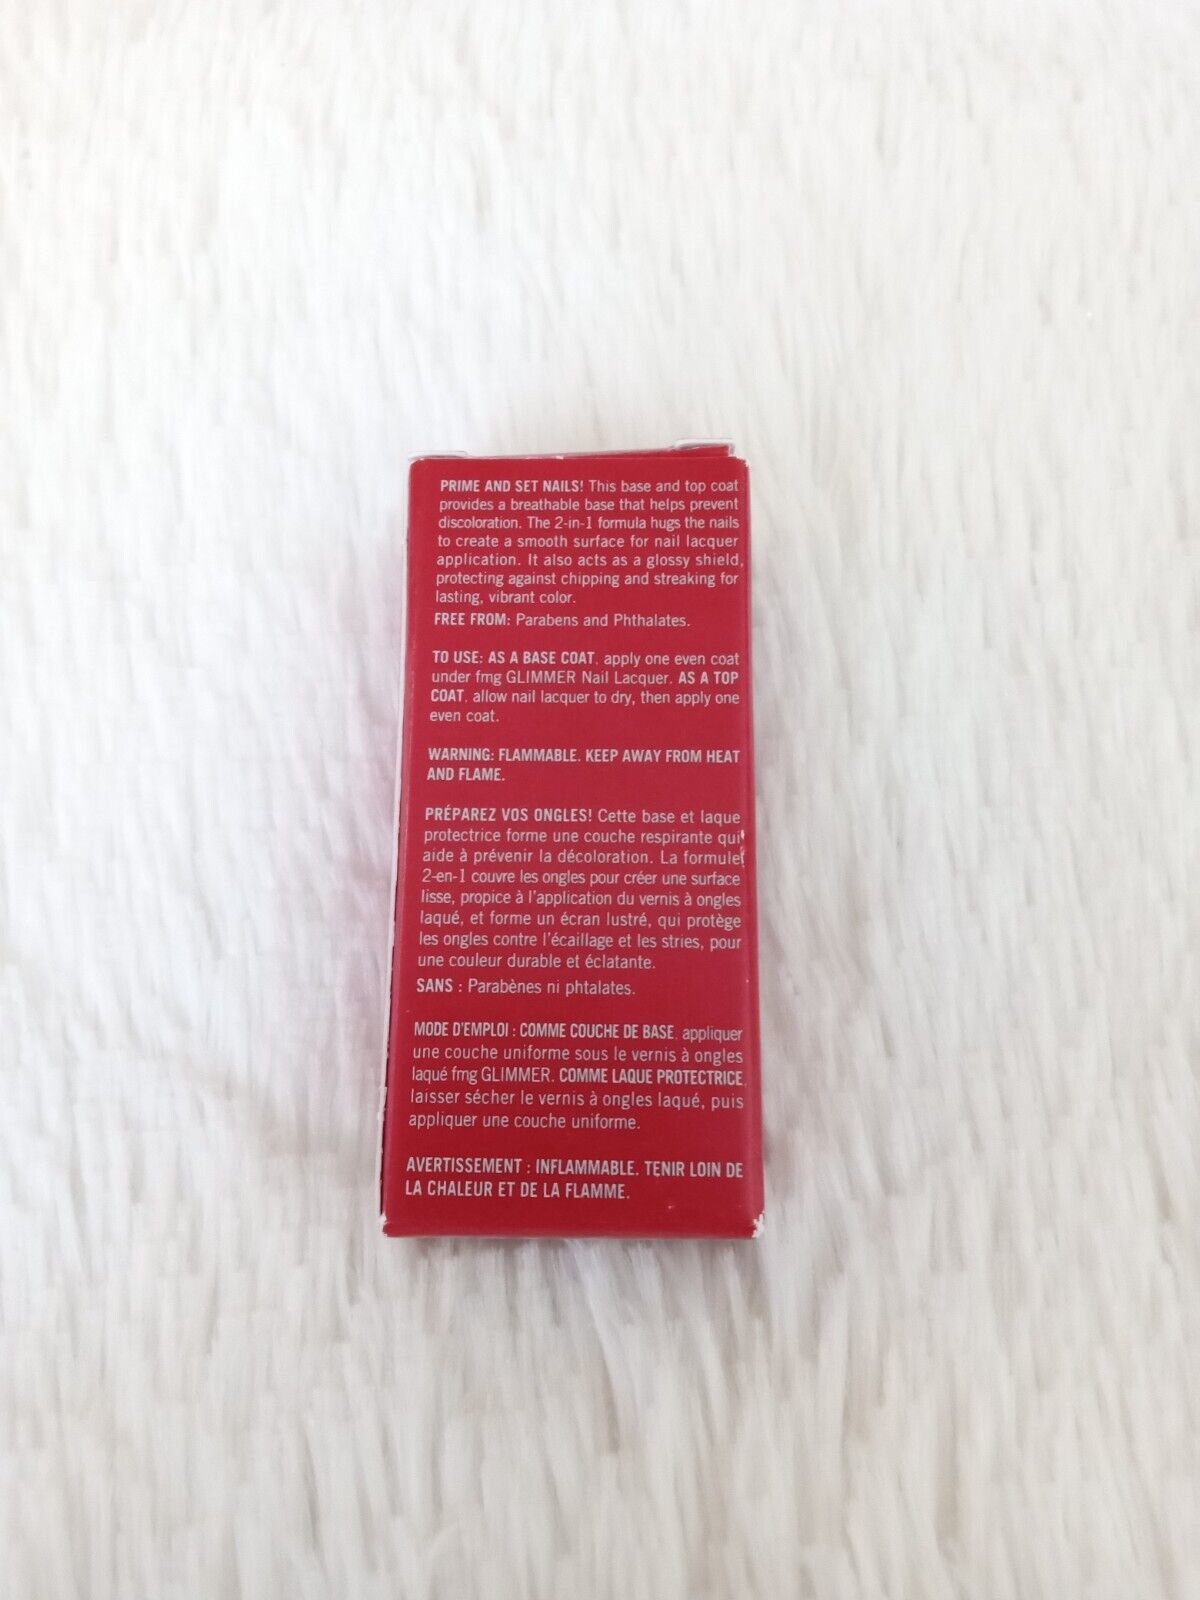 PRIME AND SET NAILS! This base and top coat
provides a breathable base that helps prevent
discoloration. The 2-in-1 formula hugs the nails
to create a smooth surface for nail lacquer
application. It also acts as a glossy shield,
protecting against chipping and streaking for
lasting, vibrant color.
FREE FROM: Parabens and Phthalates.
TO USE: AS A BASE COAT, apply one even coat
under fmg GLIMMER Nail Lacquer. AS A TOP
COAT, allow nail lacquer to dry, then apply one
even coat.
WARNING: FLAMMABLE. KEEP AWAY FROM HEAT
AND FLAME.
PRÉPAREZ VOS ONGLES! Cette base et laque
protectrice forme une couche respirante qui
aide à prévenir la décoloration. La formule
2-en-1 couvre les ongles pour créer une surface
lisse, propice à l'application du vernis à ongles
laqué, et forme un écran lustré, qui protège
les ongles contre l'écaillage et les stries, pour
une couleur durable et éclatante.
SANS : Parabènes ni phtalates.
MODE D'EMPLOI : COMME COUCHE DE BASE, appliquer
une couche uniforme sous le vernis à ongles
laqué fmg GLIMMER. COMME LAQUE PROTECTRICE,
laisser sécher le vernis à ongles laqué, puis
appliquer une couche uniforme.
AVERTISSEMENT : INFLAMMABLE. TENIR LOIN DE
LA CHALEUR ET DE LA FLAMME.